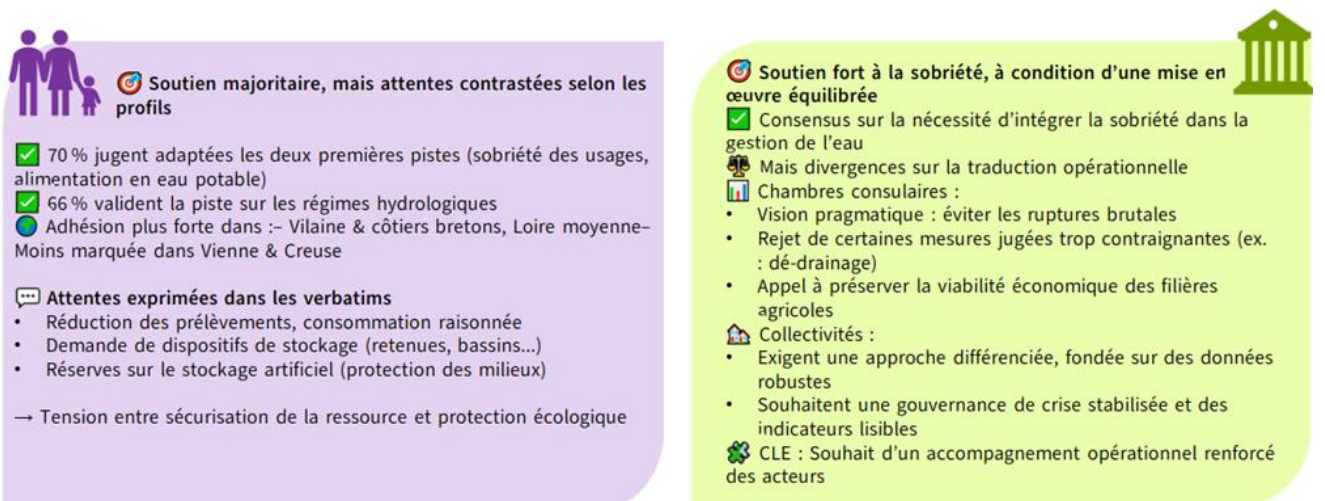 🎯 Soutien majoritaire, mais attentes contrastées selon les
profils
✅ 70 % jugent adaptées les deux premières pistes (sobriété des usages,
alimentation en eau potable)
✅ 66 % valident la piste sur les régimes hydrologiques
🌍 Adhésion plus forte dans :– Vilaine & côtiers bretons, Loire moyenne–
Moins marquée dans Vienne & Creuse
💬 Attentes exprimées dans les verbatims
• Réduction des prélèvements, consommation raisonnée
• Demande de dispositifs de stockage (retenues, bassins...)
• Réserves sur le stockage artificiel (protection des milieux)
→ Tension entre sécurisation de la ressource et protection écologique
🎯 Soutien fort à la sobriété, à condition d’une mise en
œuvre équilibrée
✅ Consensus sur la nécessité d’intégrer la sobriété dans la
gestion de l’eau
Mais divergences sur la traduction opérationnelle
📊 Chambres consulaires :
• Vision pragmatique : éviter les ruptures brutales
• Rejet de certaines mesures jugées trop contraignantes (ex.
: dé-drainage)
• Appel à préserver la viabilité économique des filières
agricoles
🏘 Collectivités :
• Exigent une approche différenciée, fondée sur des données
robustes
• Souhaitent une gouvernance de crise stabilisée et des
indicateurs lisibles
🧩 CLE : Souhait d’un accompagnement opérationnel renforcé
des acteurs